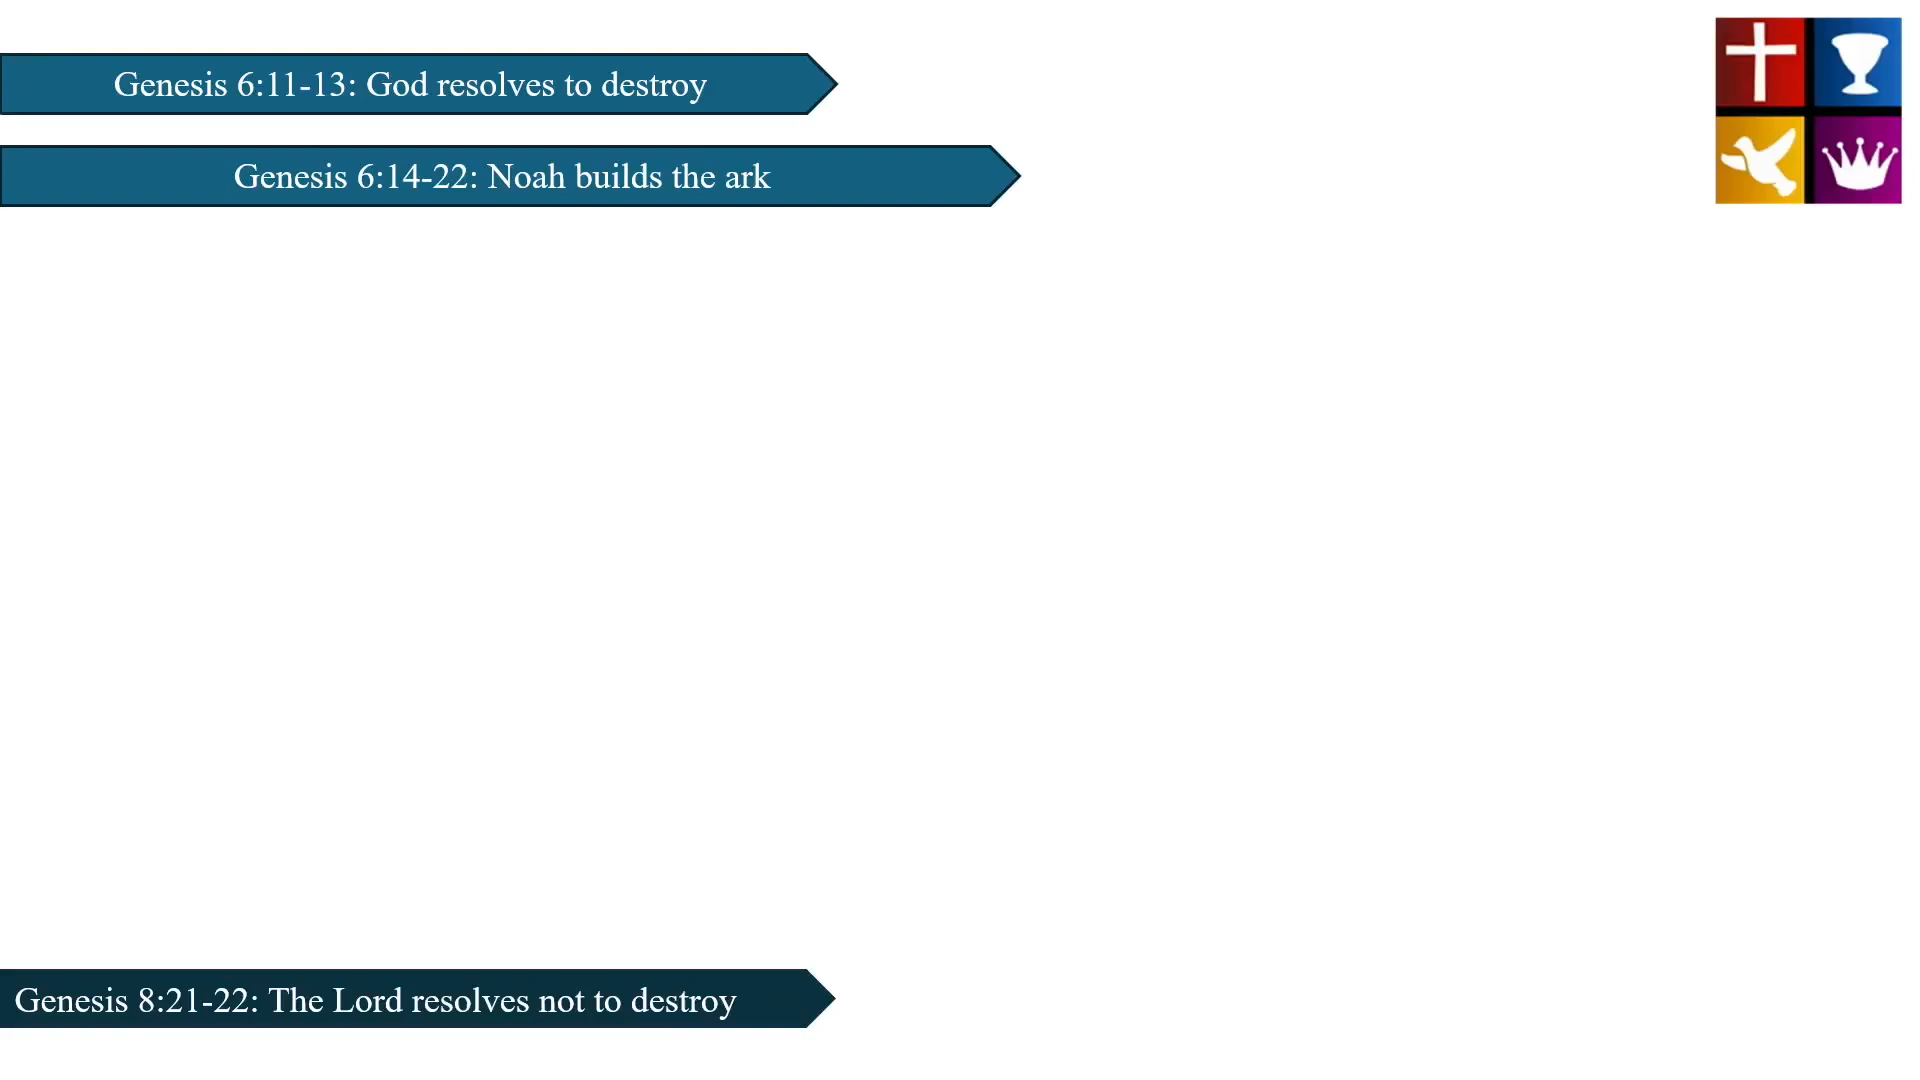 Genesis 6:11-13: God resolves to destroy
Genesis 6:14-22: Noah builds the ark
Genesis 8:21-22: The Lord resolves not to destroy